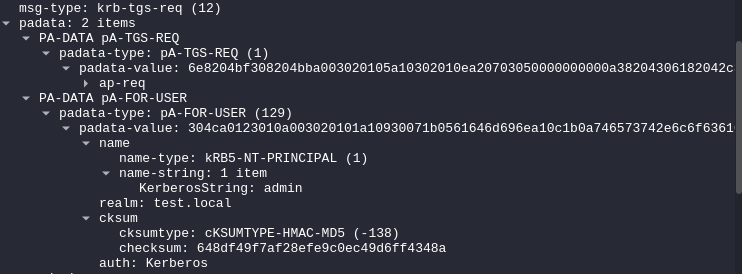 msg-type: krb-tgs-req (12)
padata: 2 items
PA-DATA pA-TGS-REQ
padata-type: pA-TGS-REQ (1)
padata-value: 6e8204bf308204bba003020105a10302010ea20703050000000000a38204306182042c
ap-req
PA-DATA pA-FOR-USER
padata-type: pA-FOR-USER (129)
padata-value: 304ca0123010a003020101a10930071b0561646d696ea10c1b0a746573742e6c6f6361
name
name-type: kRB5-NT-PRINCIPAL (1)
name-string: 1 item
KerberosString: admin
realm: test.local
cksum
cksumtype: cKSUMTYPE-HMAC-MD5 (-138)
checksum: 648df49f7af28efe9c0ec49d6ff4348a
auth: Kerberos